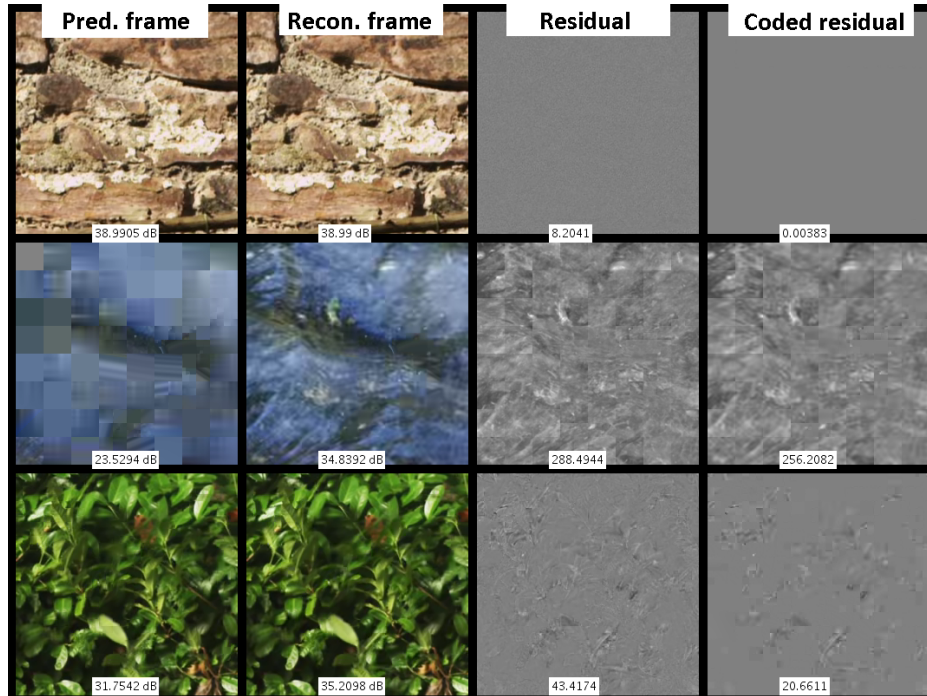 Pred. frame Recon. frame Residual Coded residual
38.9905 dB 38.99 dB 8.2041 0.00383
23.5294 dB 34.8392 dB 288.4944 256.2082
31.7542 dB 35.2098 dB 43.4174 20.6611